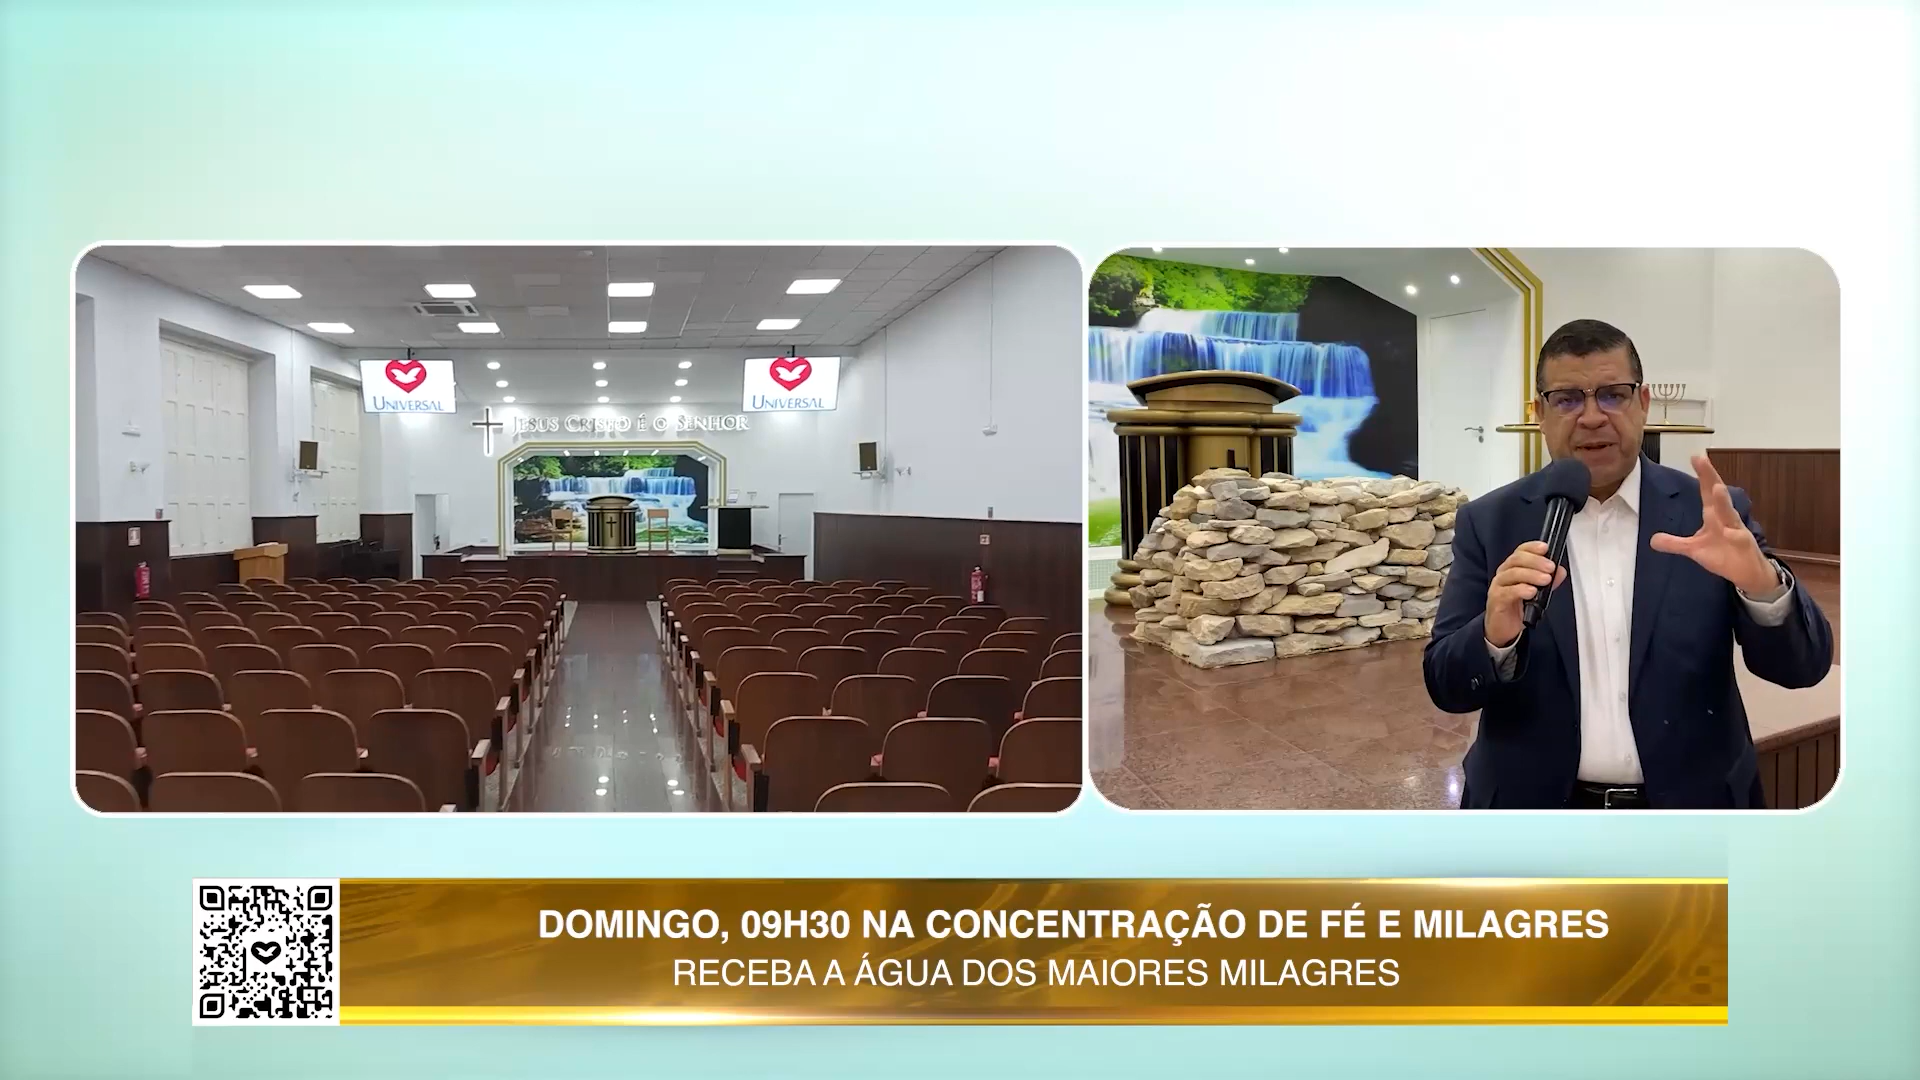 UNIVERSAL
UNIVERSAL
JESUS CRISTO É O SENHOR
DOMINGO, 09H30 NA CONCENTRAÇÃO DE FÉ E MILAGRES
RECEBA A ÁGUA DOS MAIORES MILAGRES